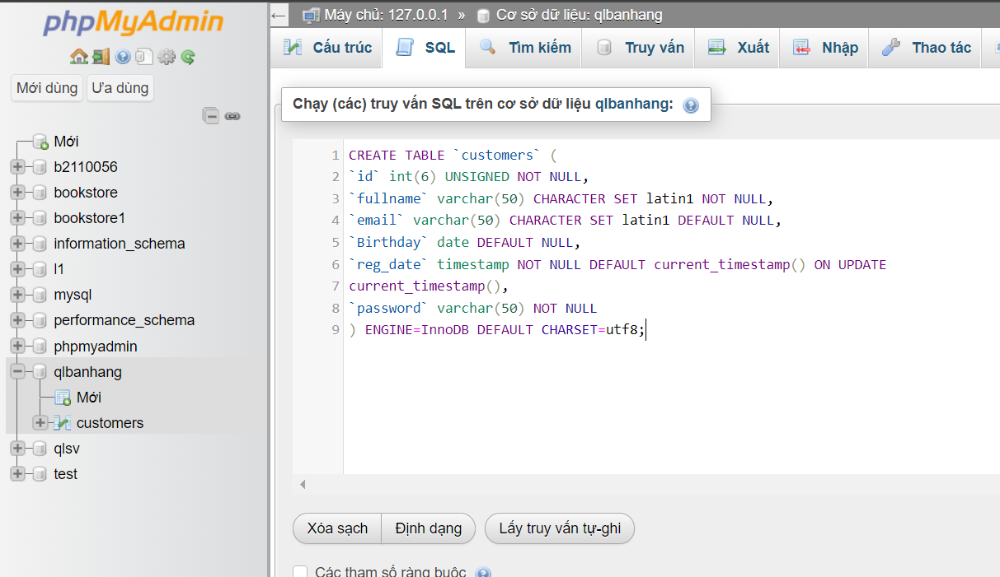 phpMyAdmin
Mới dùng
Ưa dùng
Mới
b2110056
bookstore
bookstore1
information_schema
l1
mysql
performance_schema
phpmyadmin
qlbanhang
Mới
customers
qlsv
test
← Máy chủ: 127.0.0.1 » Cơ sở dữ liệu: qlbanhang
Cấu trúc
SQL
Tìm kiếm
Truy vấn
Xuất
Nhập
Thao tác
Chạy (các) truy vấn SQL trên cơ sở dữ liệu qlbanhang:
1 CREATE TABLE `customers` (
2 `id` int(6) UNSIGNED NOT NULL,
3 `fullname` varchar(50) CHARACTER SET latin1 NOT NULL,
4 `email` varchar(50) CHARACTER SET latin1 DEFAULT NULL,
5 `Birthday` date DEFAULT NULL,
6 `reg_date` timestamp NOT NULL DEFAULT current_timestamp() ON UPDATE
7 current_timestamp(),
8 `password` varchar(50) NOT NULL
9 ) ENGINE=InnoDB DEFAULT CHARSET=utf8;
Xóa sạch
Định dạng
Lấy truy vấn tự-ghi
Các tham số ràng buộc